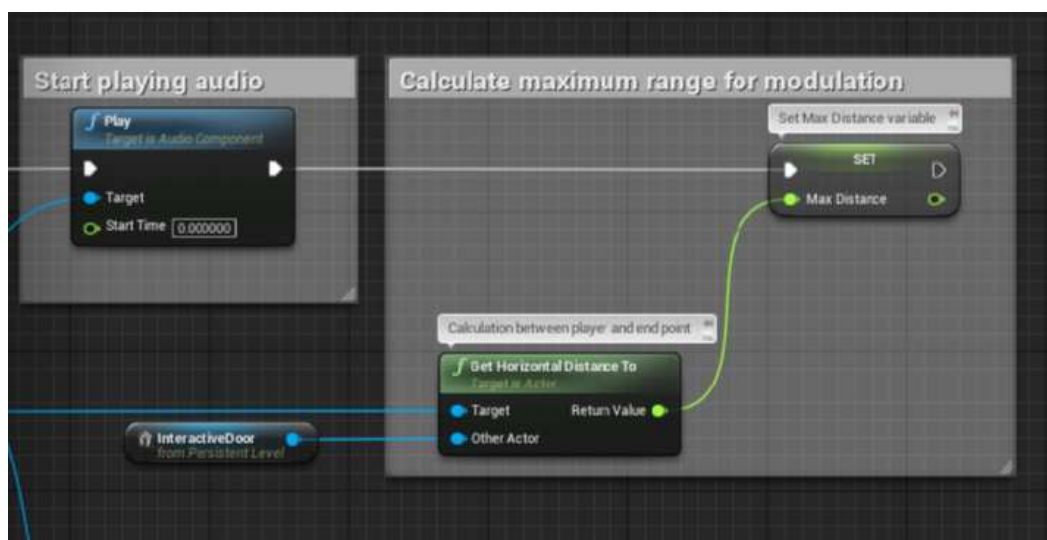 Start playing audio
Play
Target is Audio Component
Target
Start Time 0.000000
Calculate maximum range for modulation
Set Max Distance variable
SET
Max Distance
Calculation between player and end point
Get Horizontal Distance To
Target is Actor
Target Return Value
Other Actor
InteractiveDoor
from Persistent Level